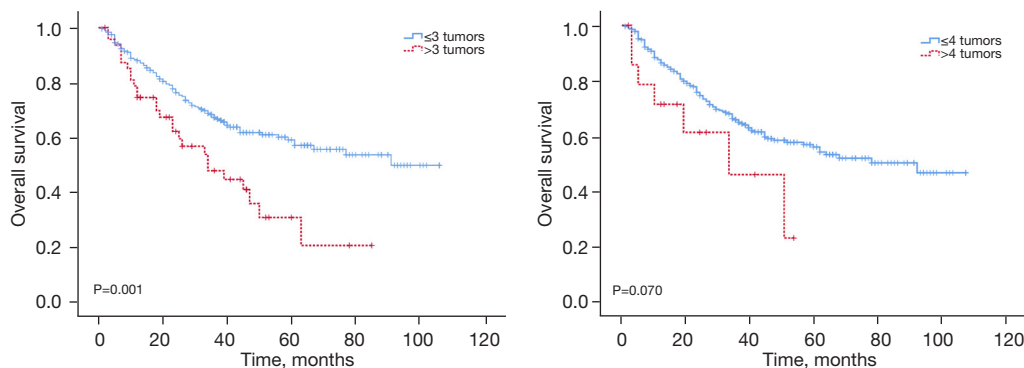 1.0
0.8
0.6
0.4
0.2
0.0
Overall survival
≤3 tumors
>3 tumors
P=0.001
0 20 40 60 80 100 120
Time, months
1.0
0.8
0.6
0.4
0.2
0.0
Overall survival
≤4 tumors
>4 tumors
P=0.070
0 20 40 60 80 100 120
Time, months